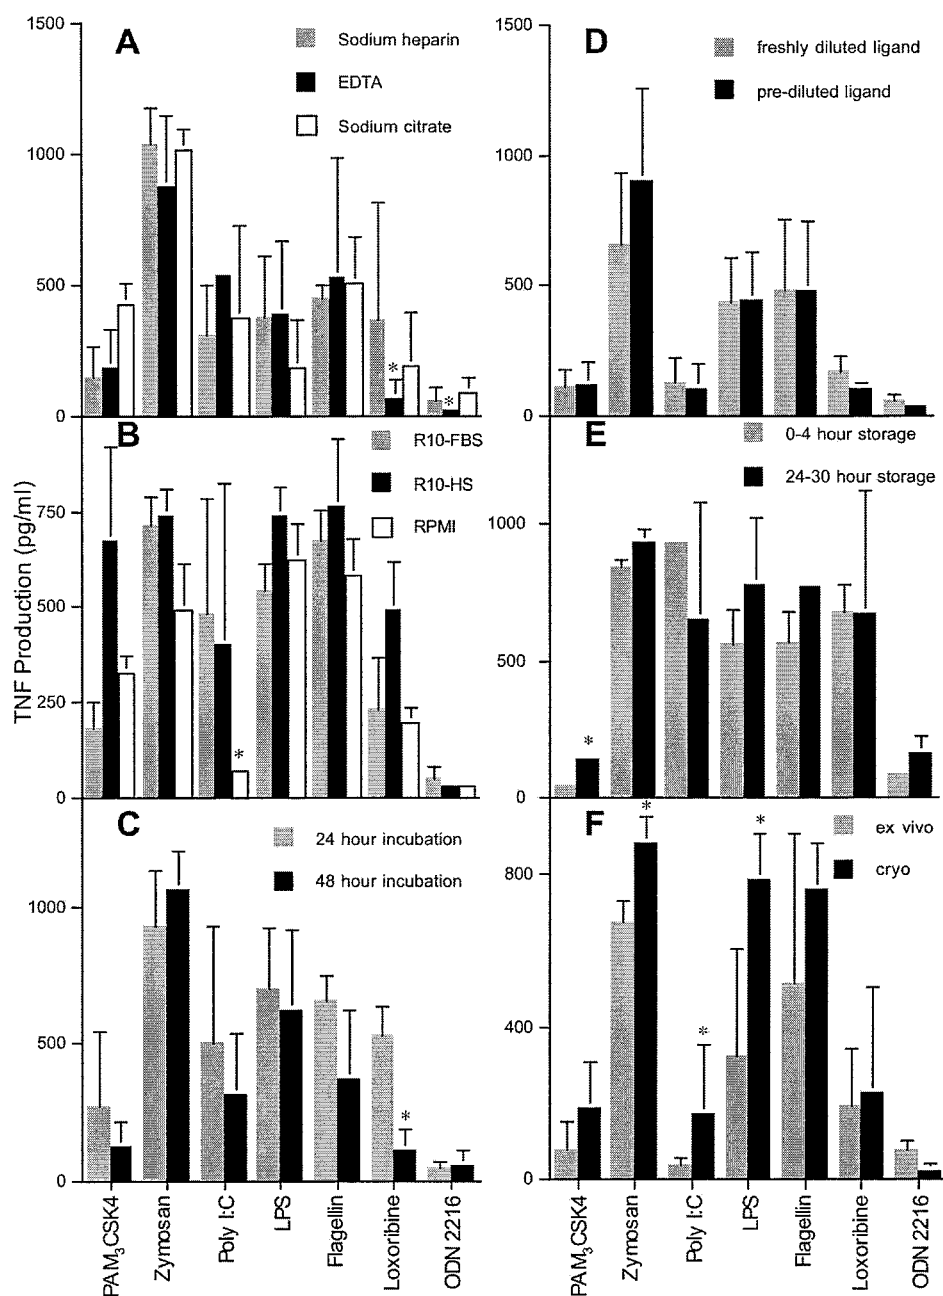 TNF Production (pg/ml)
A
Sodium heparin
EDTA
Sodium citrate
1500
1000
500
0
*
*
B
R10-FBS
R10-HS
RPMI
750
500
250
0
*
C
24 hour incubation
48 hour incubation
1000
500
0
*
PAM3CSK4
Zymosan
Poly I:C
LPS
Flagellin
Loxoribine
ODN 2216
D
freshly diluted ligand
pre-diluted ligand
1500
1000
500
0
E
0-4 hour storage
24-30 hour storage
1000
500
0
*
F
ex vivo
cryo
800
400
0
*
*
*
PAM3CSK4
Zymosan
Poly I:C
LPS
Flagellin
Loxoribine
ODN 2216